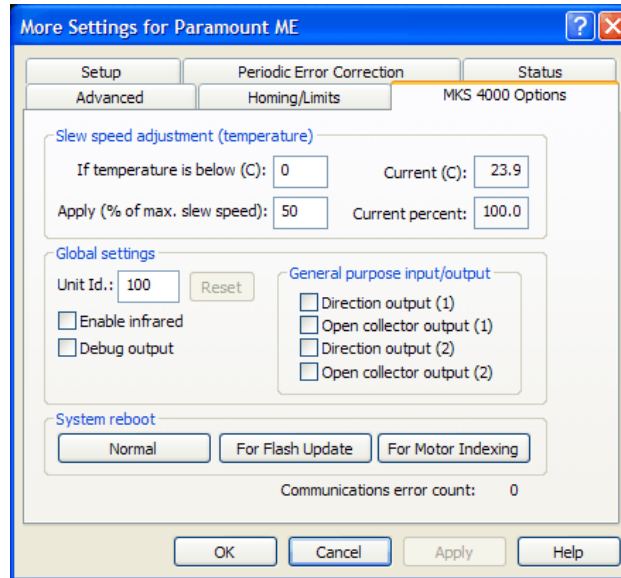 More Settings for Paramount ME
Setup Periodic Error Correction Status
Advanced Homing/Limits MKS 4000 Options
Slew speed adjustment (temperature)
If temperature is below (C): 0 Current (C): 23.9
Apply (% of max. slew speed): 50 Current percent: 100.0
Global settings
Unit Id.: 100 Reset
Enable infrared
Debug output
General purpose input/output
Direction output (1)
Open collector output (1)
Direction output (2)
Open collector output (2)
System reboot
Normal For Flash Update For Motor Indexing
Communications error count: 0
OK Cancel Apply Help